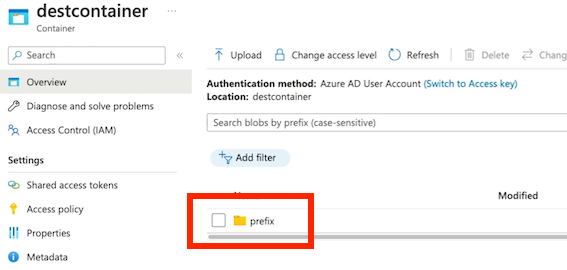 destcontainer
Container
Search
Overview
Diagnose and solve problems
Access Control (IAM)
Settings
Shared access tokens
Access policy
Properties
Metadata
Upload Change access level Refresh Delete Change
Authentication method: Azure AD User Account (Switch to Access key)
Location: destcontainer
Search blobs by prefix (case-sensitive)
Add filter
Modified
prefix